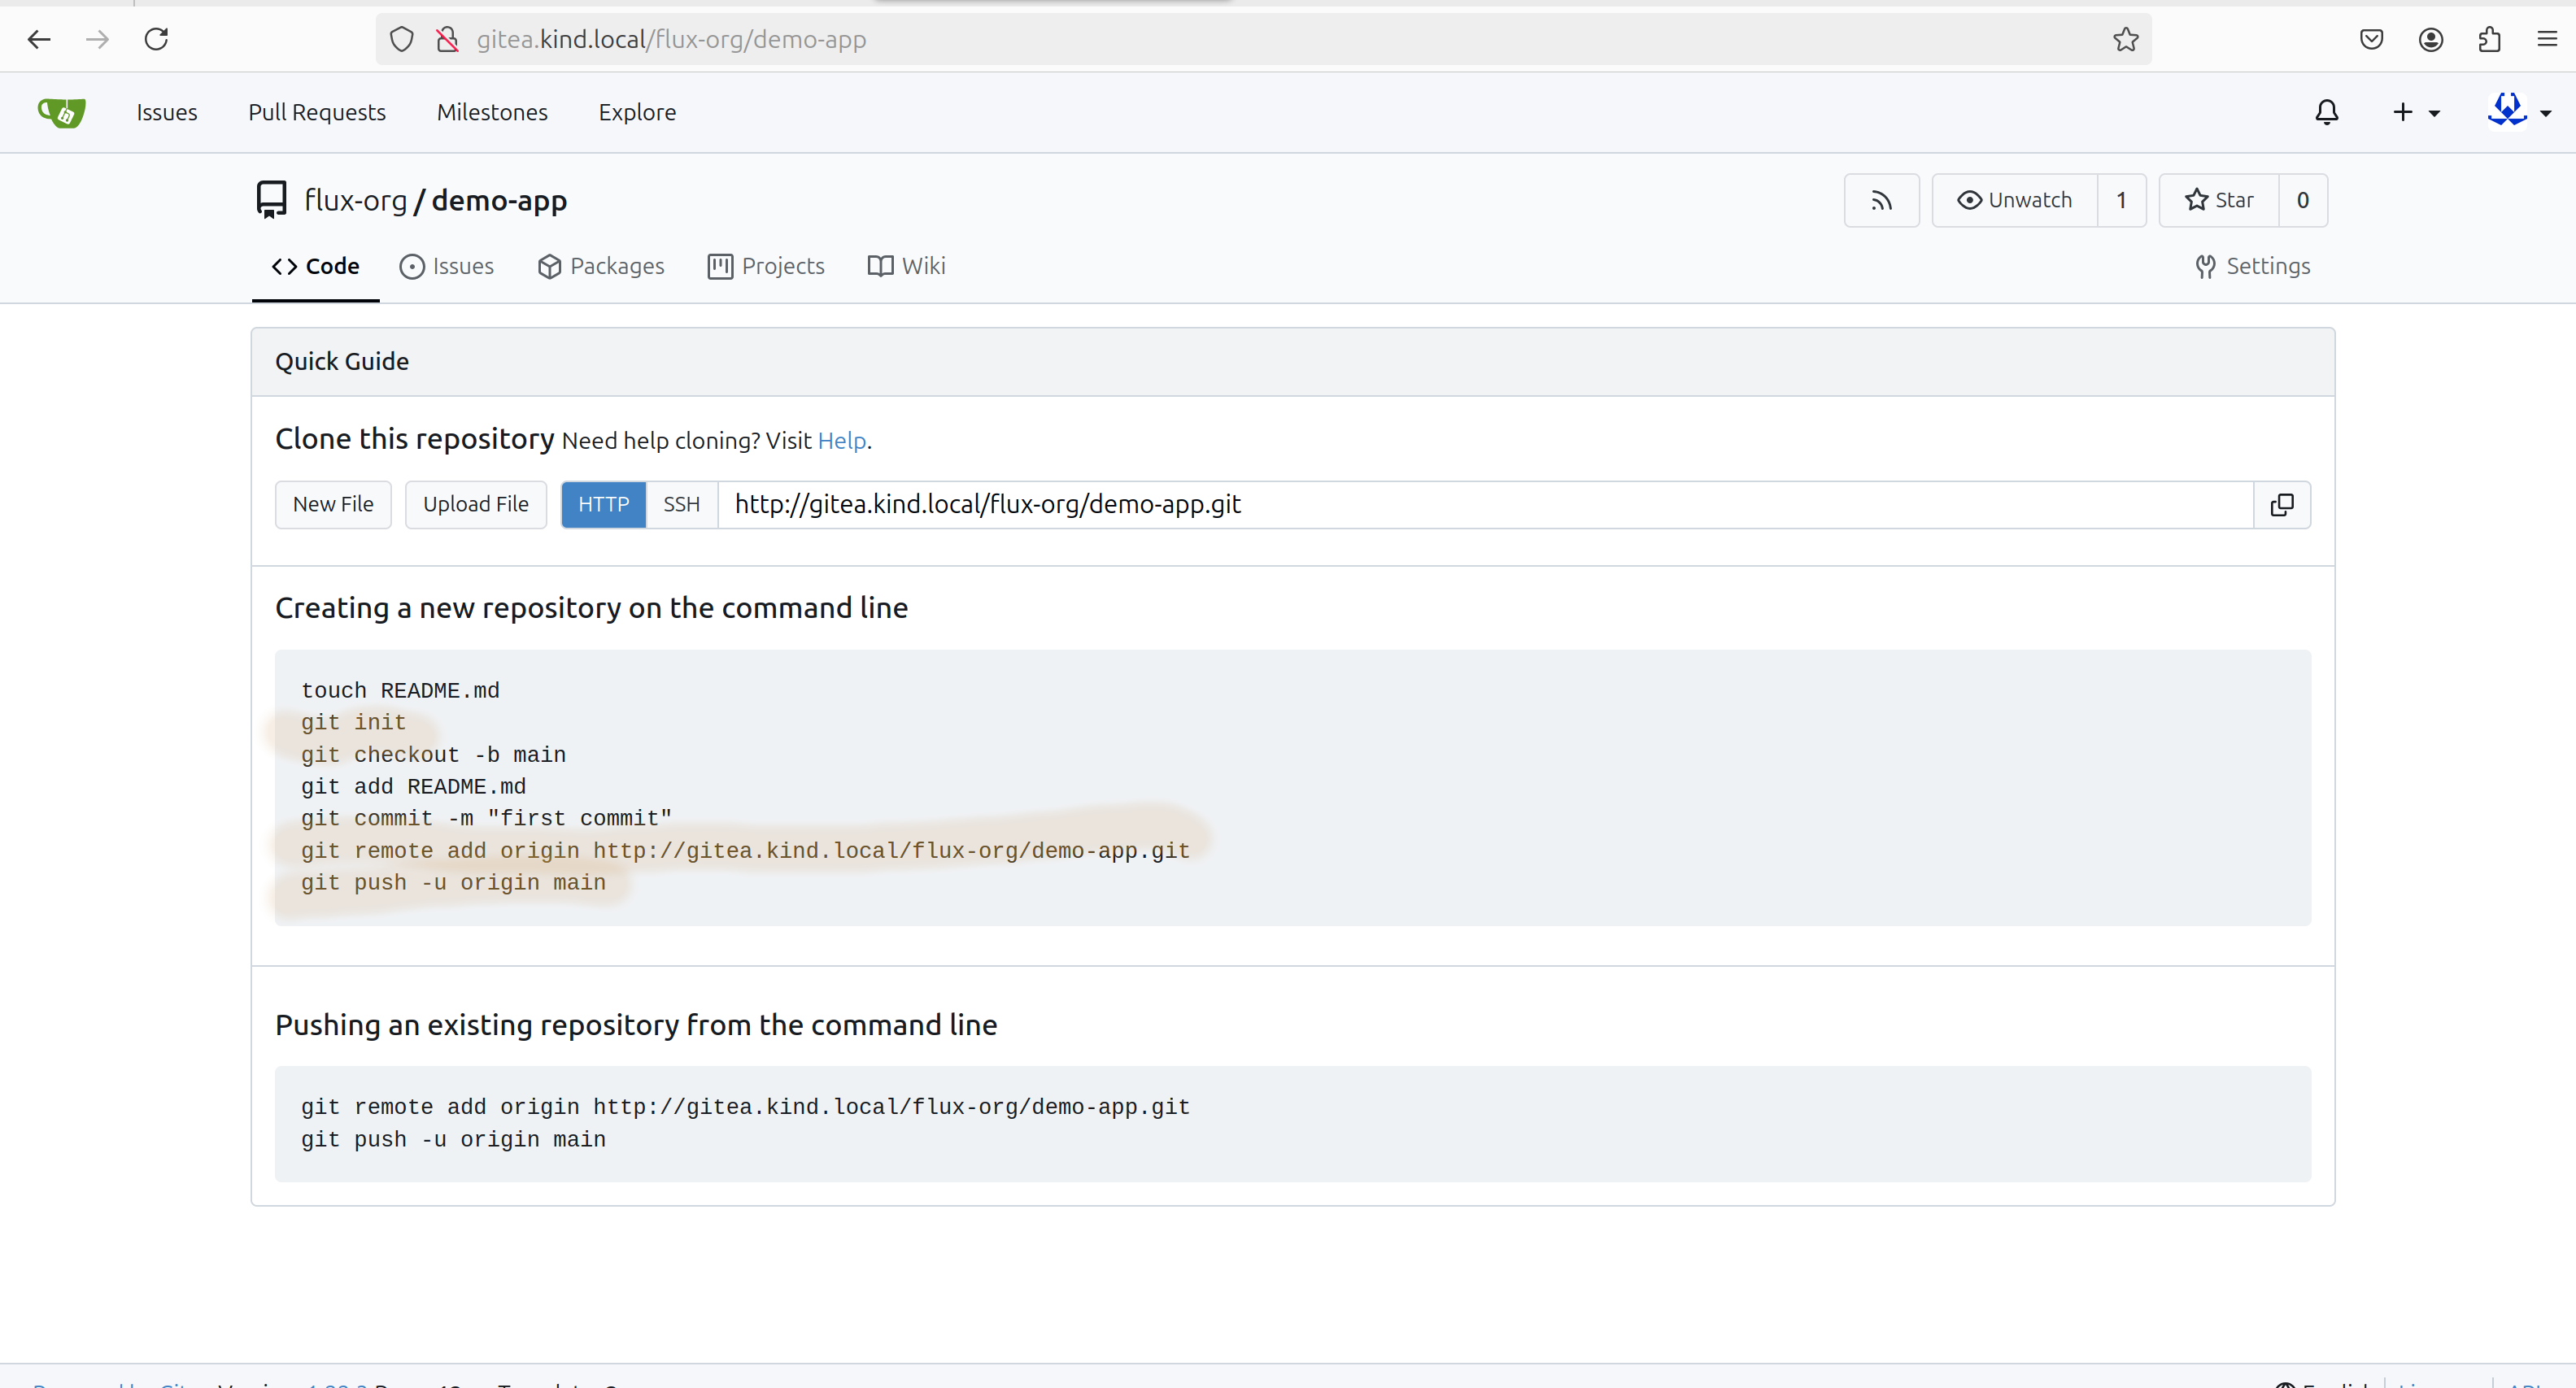 gitea.kind.local/flux-org/demo-app
Issues Pull Requests Milestones Explore
flux-org / demo-app
Unwatch 1 Star 0
Code Issues Packages Projects Wiki Settings
Quick Guide
Clone this repository Need help cloning? Visit Help.
New File Upload File HTTP SSH http://gitea.kind.local/flux-org/demo-app.git
Creating a new repository on the command line
touch README.md
git init
git checkout -b main
git add README.md
git commit -m "first commit"
git remote add origin http://gitea.kind.local/flux-org/demo-app.git
git push -u origin main
Pushing an existing repository from the command line
git remote add origin http://gitea.kind.local/flux-org/demo-app.git
git push -u origin main